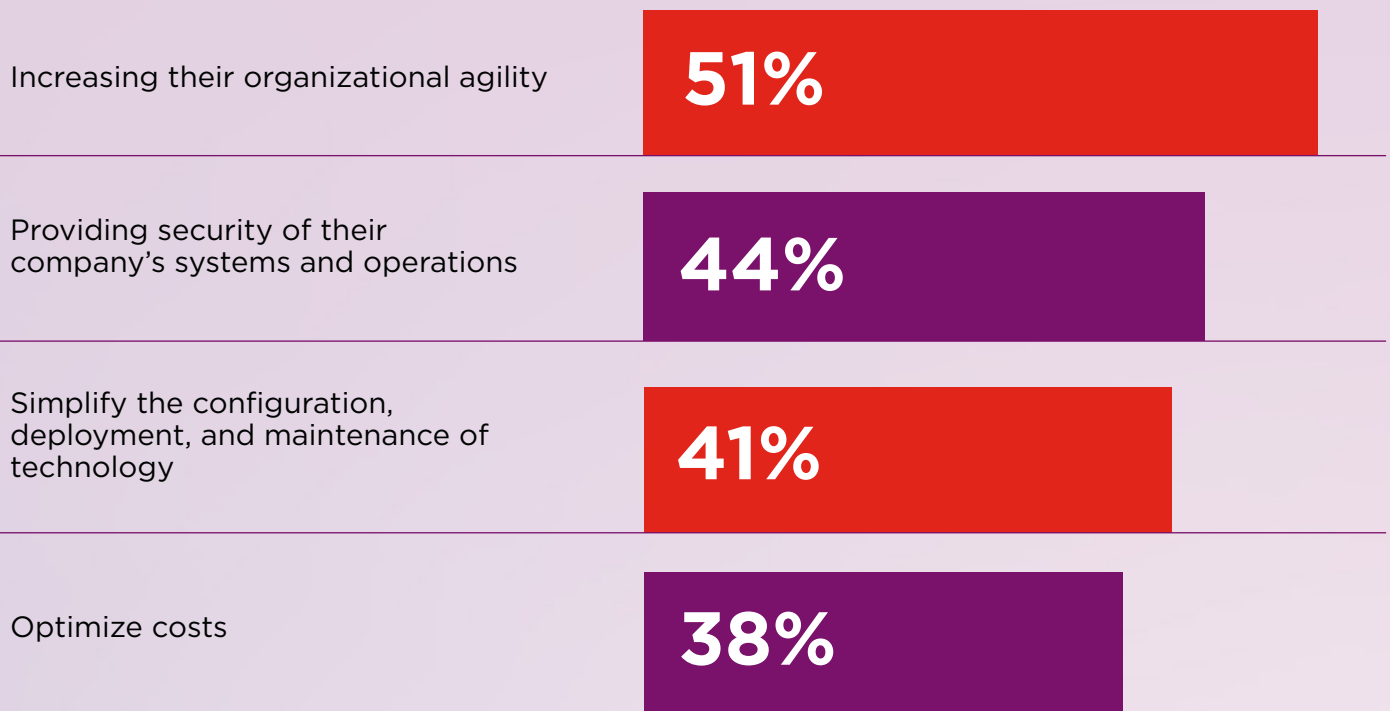 Increasing their organizational agility
51%
Providing security of their
company’s systems and operations
44%
Simplify the configuration,
deployment, and maintenance of
technology
41%
Optimize costs
38%